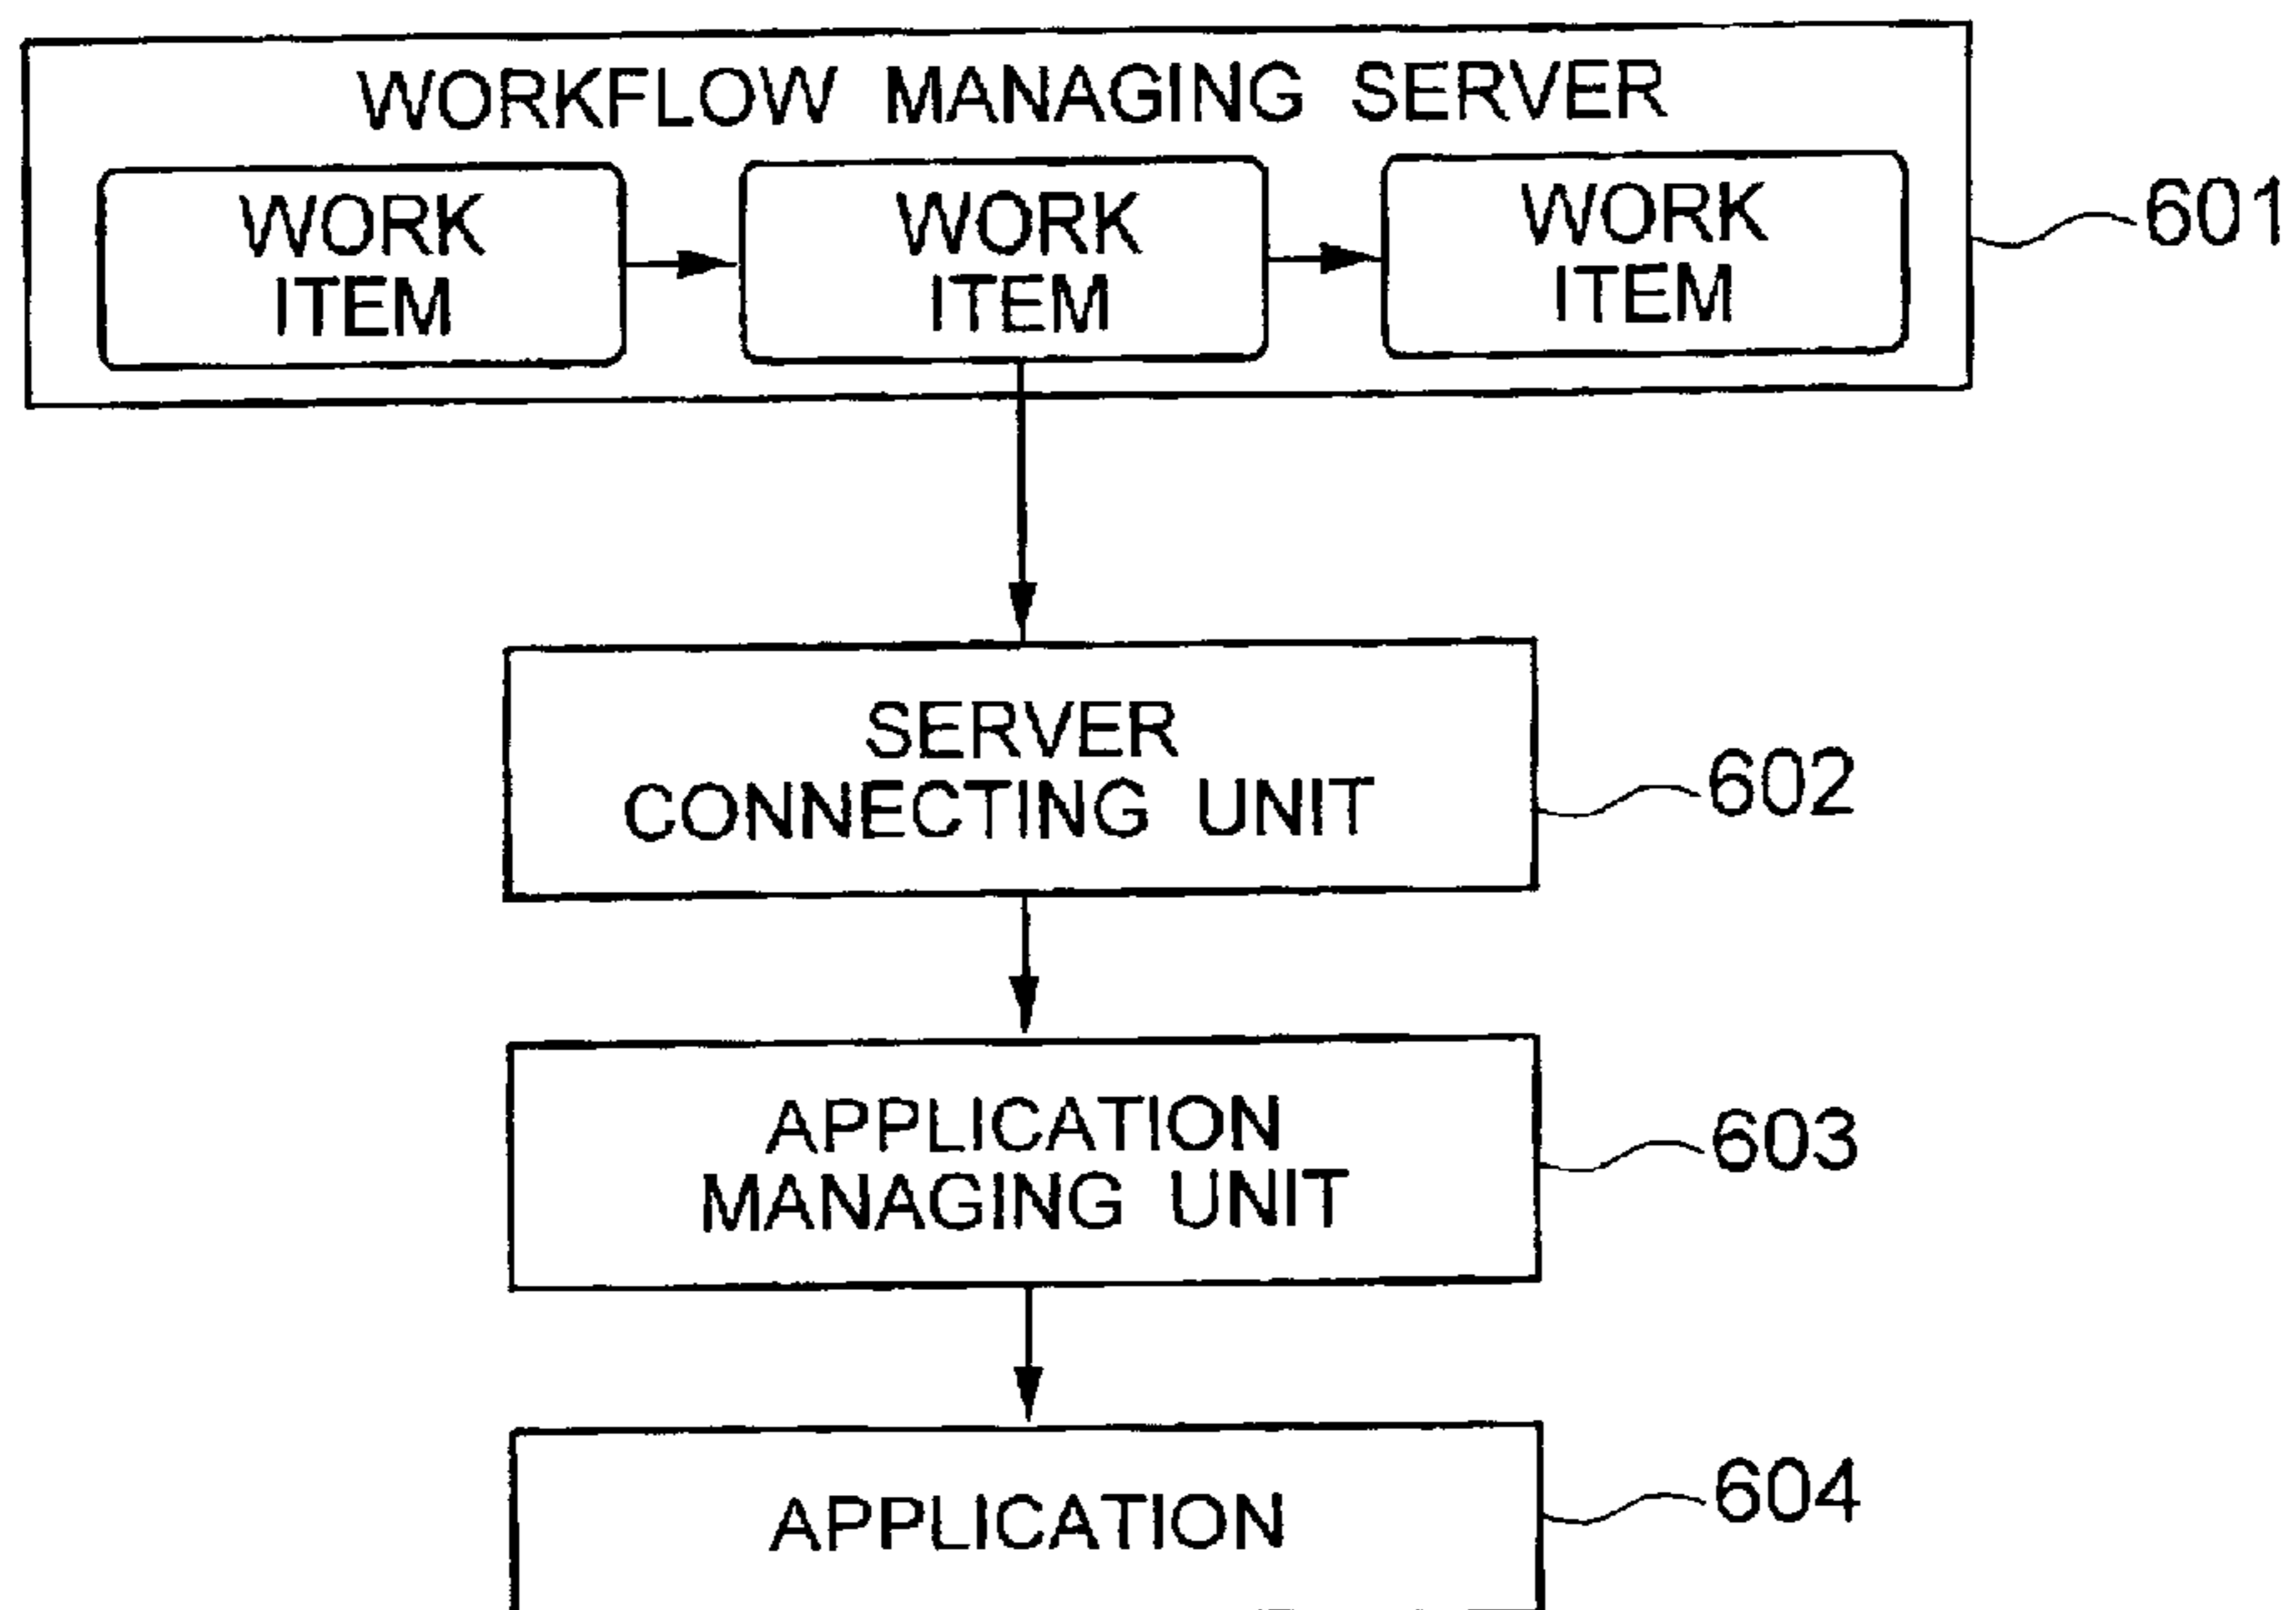 WORKFLOW MANAGING SERVER
WORK
ITEM
WORK
ITEM
WORK
ITEM
601
SERVER
CONNECTING UNIT
602
APPLICATION
MANAGING UNIT
603
APPLICATION
604